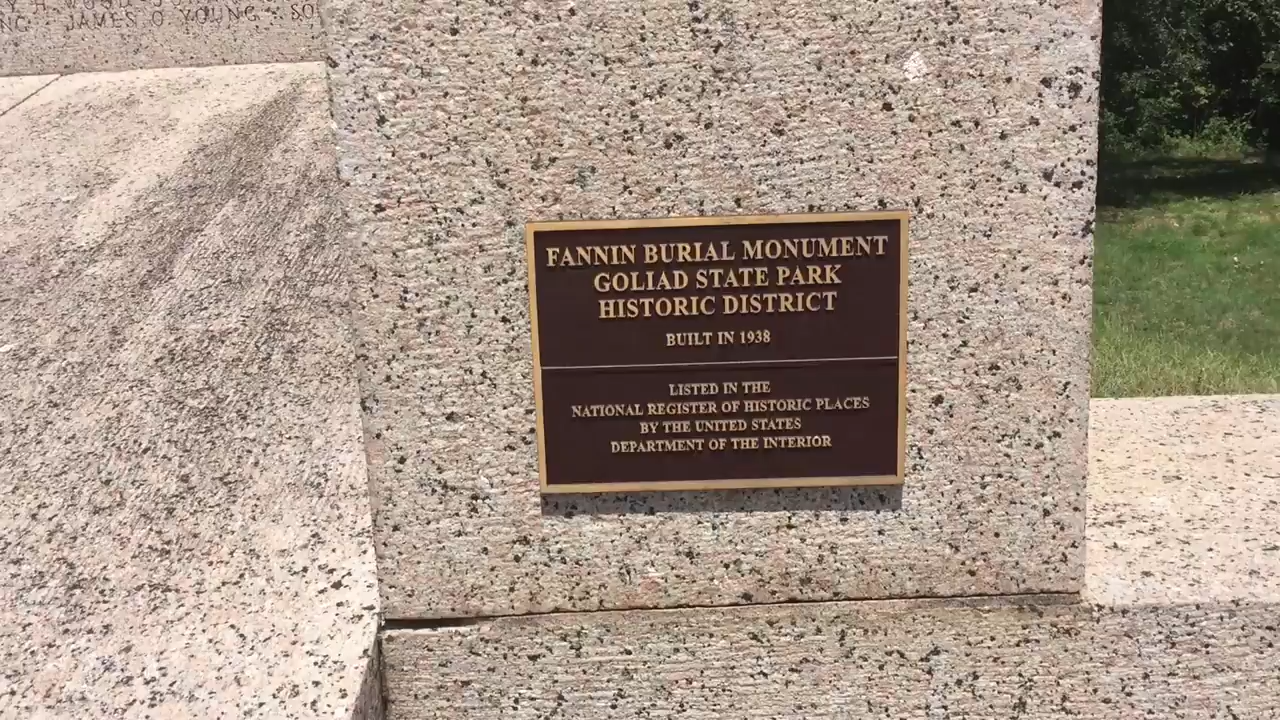 H. WOOD
JAMES O. YOUNG
FANNIN BURIAL MONUMENT
GOLIAD STATE PARK
HISTORIC DISTRICT
BUILT IN 1938
LISTED IN THE
NATIONAL REGISTER OF HISTORIC PLACES
BY THE UNITED STATES
DEPARTMENT OF THE INTERIOR